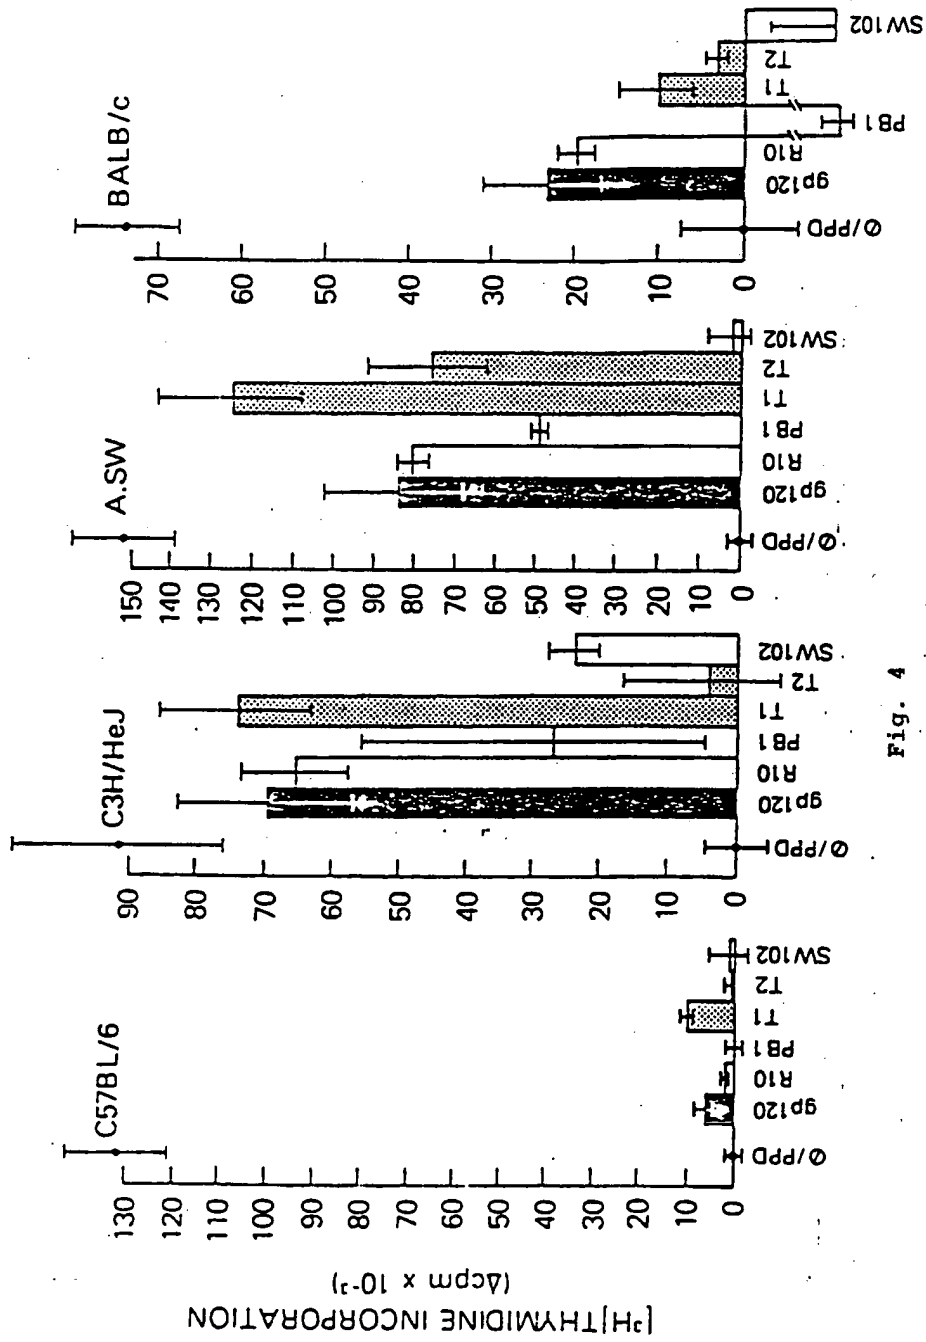 [³H]THYMIDINE INCORPORATION
(Δcpm x 10⁻³)
C57BL/6
130
120
110
100
90
80
70
60
50
40
30
20
10
0
Ø/PPD
gp120
R10
PB1
T1
T2
SW102
C3H/HeJ
90
80
70
60
50
40
30
20
10
0
Ø/PPD
gp120
R10
PB1
T1
T2
SW102
A.SW
150
140
130
120
110
100
90
80
70
60
50
40
30
20
10
0
Ø/PPD
gp120
R10
PB1
T1
T2
SW102
BALB/c
70
60
50
40
30
20
10
0
Ø/PPD
gp120
R10
PB1
T1
T2
SW102
Fig. 4